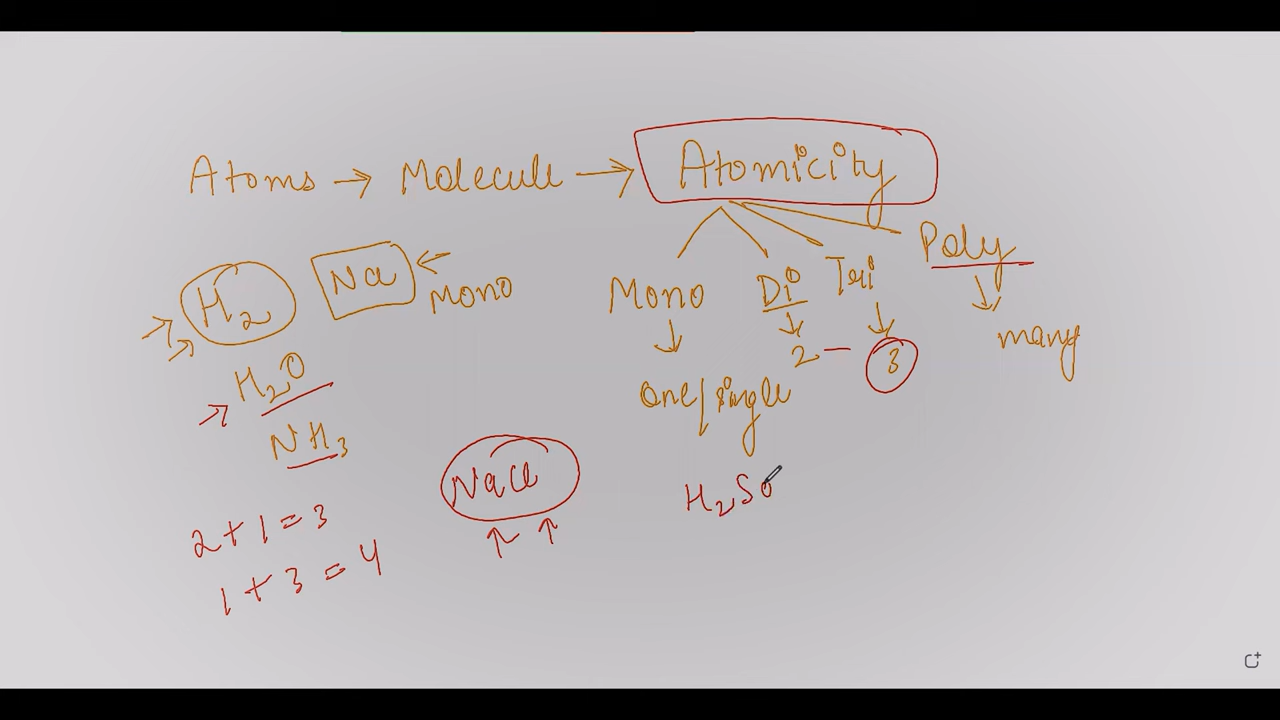 Atoms → Molecule → Atomicity
H2 Na ← Mono
Mono Di Tri Poly
One/single 2 - 3 many
H2O
NH3
NaCl
H2SO
2 + 1 = 3
1 + 3 = 4